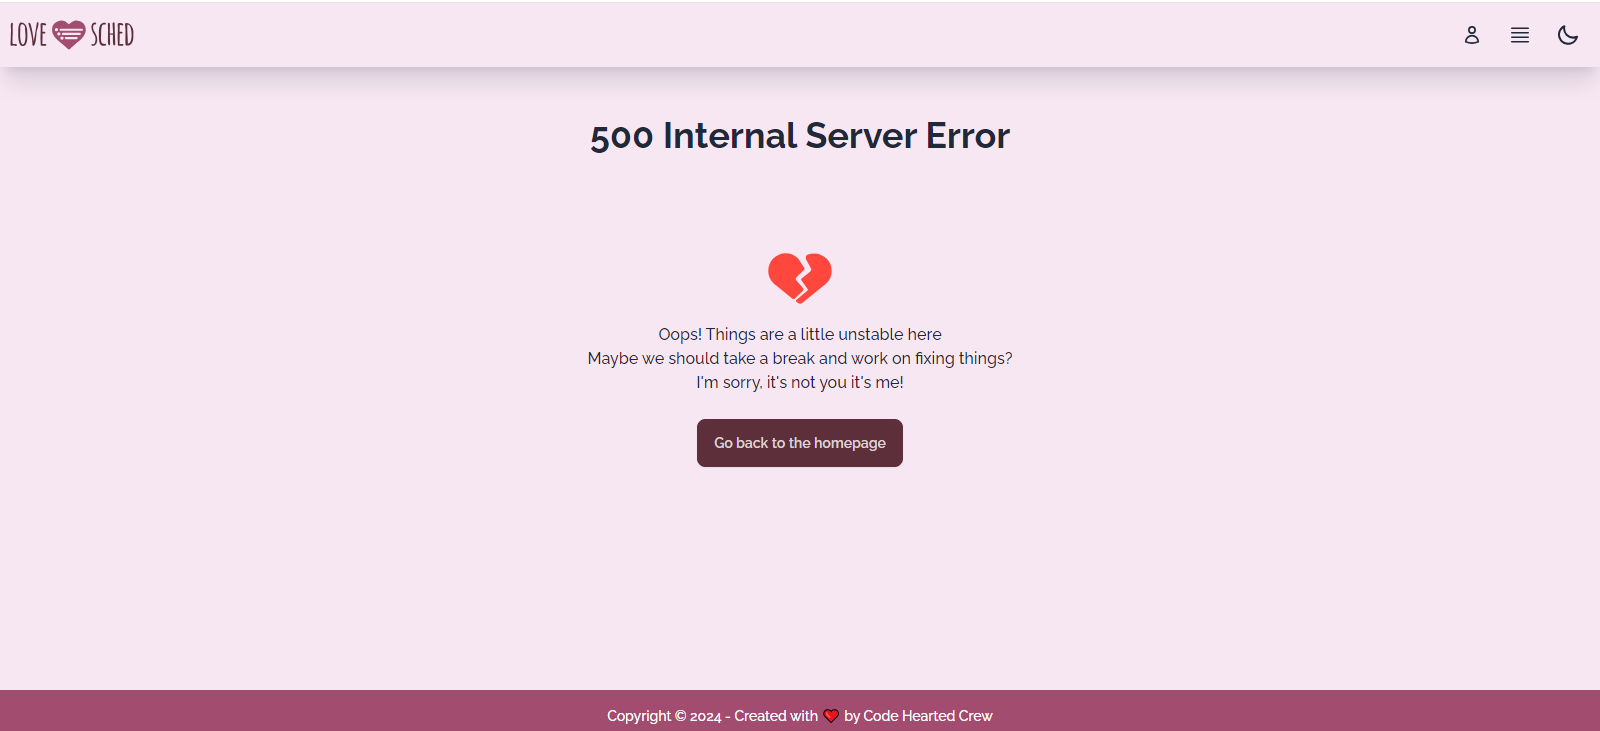 LOVE SCHED
500 Internal Server Error
Oops! Things are a little unstable here
Maybe we should take a break and work on fixing things?
I'm sorry, it's not you it's me!
Go back to the homepage
Copyright © 2024 - Created with ❤️ by Code Hearted Crew